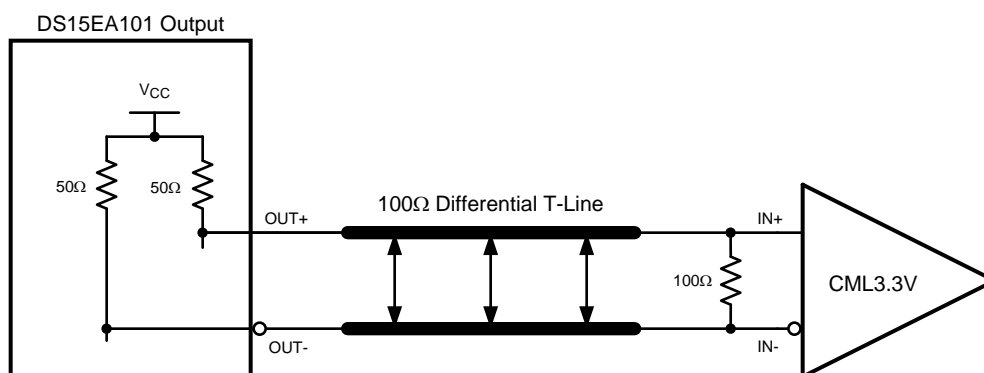 DS15EA101 Output
VCC
50Ω
50Ω
OUT+
100Ω Differential T-Line
IN+
100Ω
CML3.3V
OUT-
IN-